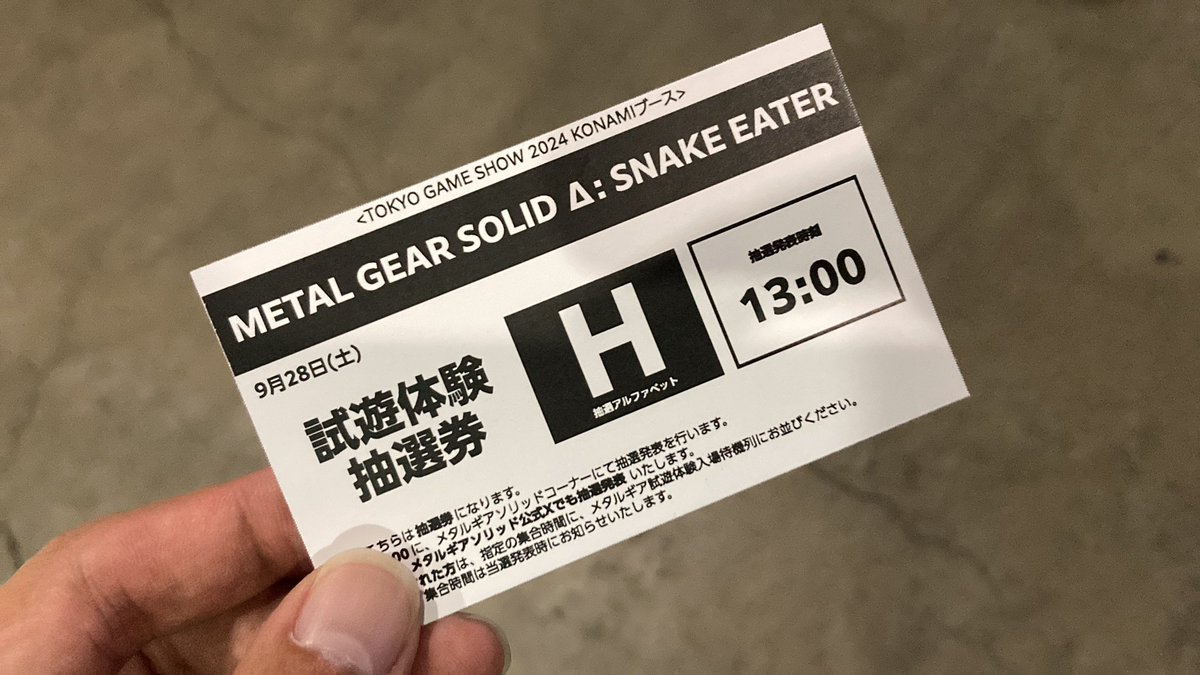 <TOKYO GAME SHOW 2024 KONAMIブース>
METAL GEAR SOLID Δ: SNAKE EATER
9月28日(土)
試遊体験
抽選券
H
抽選アルファベット
抽選発表時刻
13:00
こちらは 抽選券 になります。
00 に、メタルギアソリッドコーナーにて抽選発表を行います。
メタルギアソリッド公式Xでも抽選発表 いたします。
れた方は、指定の集合時間に、メタルギア試遊体験入場待機列にお並びください。
集合時間は当選発表時にお知らせいたします。